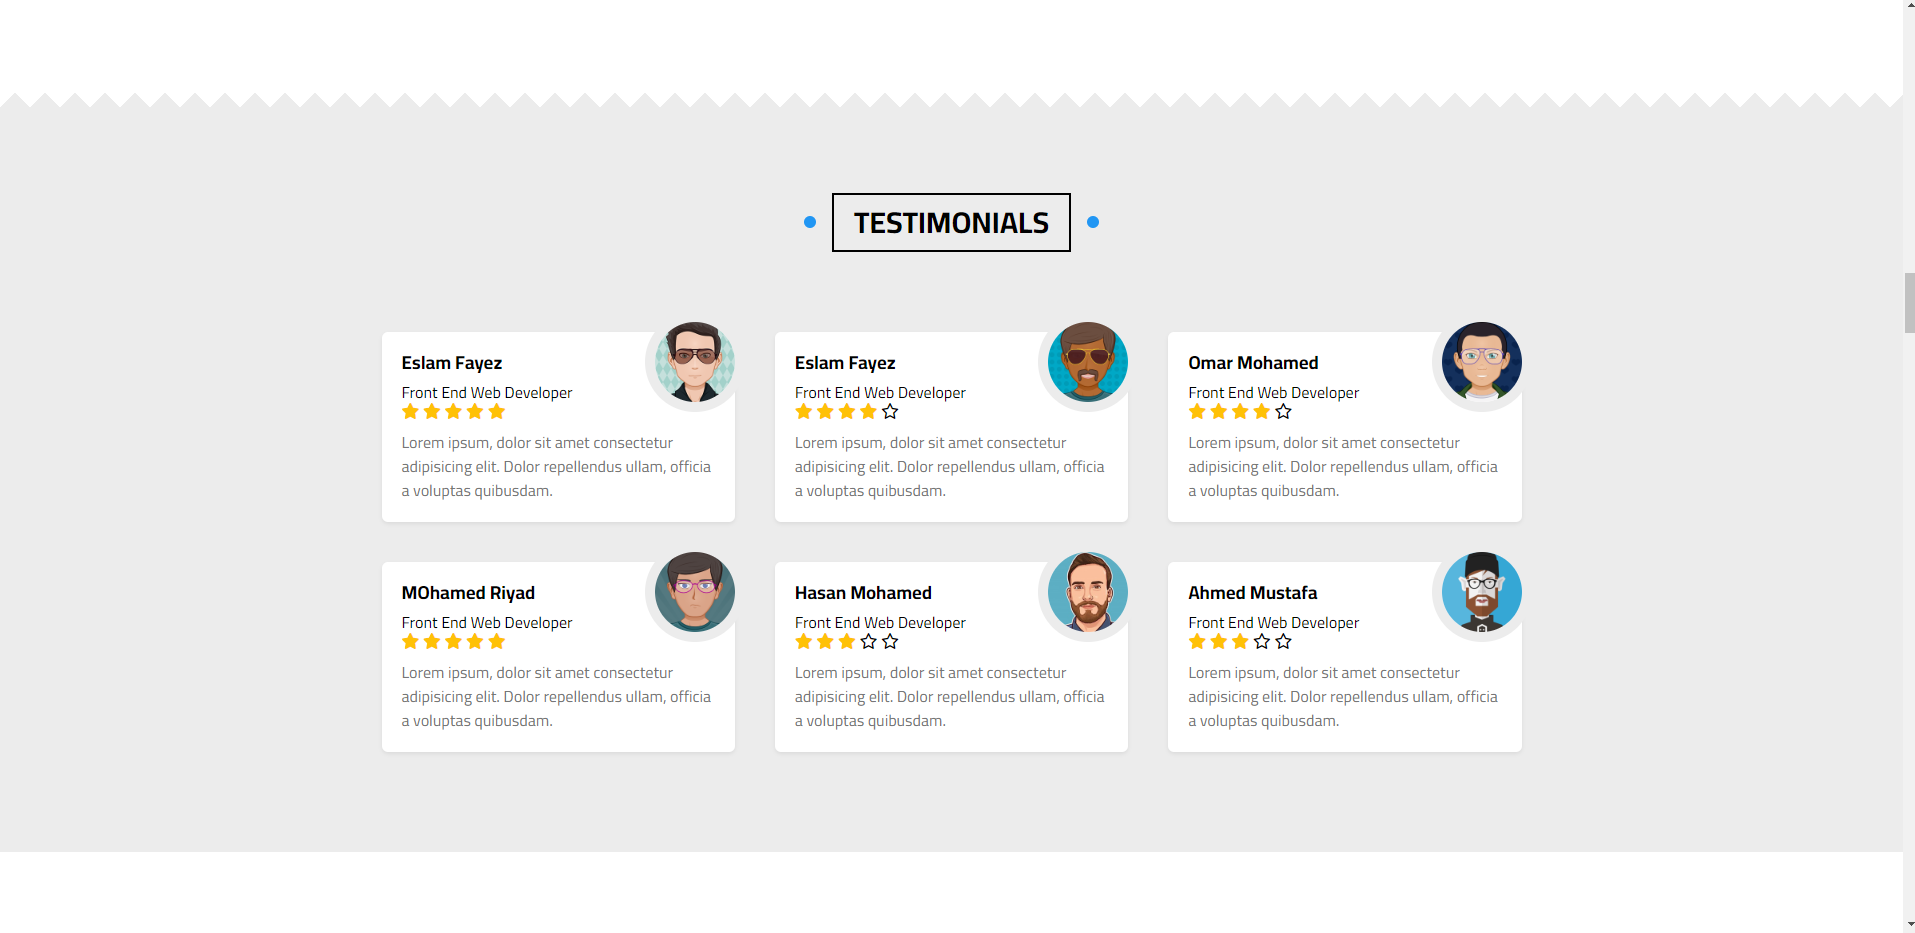 TESTIMONIALS
Eslam Fayez
Front End Web Developer
Lorem ipsum, dolor sit amet consectetur
adipisicing elit. Dolor repellendus ullam, officia
a voluptas quibusdam.
Eslam Fayez
Front End Web Developer
Lorem ipsum, dolor sit amet consectetur
adipisicing elit. Dolor repellendus ullam, officia
a voluptas quibusdam.
Omar Mohamed
Front End Web Developer
Lorem ipsum, dolor sit amet consectetur
adipisicing elit. Dolor repellendus ullam, officia
a voluptas quibusdam.
MOhamed Riyad
Front End Web Developer
Lorem ipsum, dolor sit amet consectetur
adipisicing elit. Dolor repellendus ullam, officia
a voluptas quibusdam.
Hasan Mohamed
Front End Web Developer
Lorem ipsum, dolor sit amet consectetur
adipisicing elit. Dolor repellendus ullam, officia
a voluptas quibusdam.
Ahmed Mustafa
Front End Web Developer
Lorem ipsum, dolor sit amet consectetur
adipisicing elit. Dolor repellendus ullam, officia
a voluptas quibusdam.